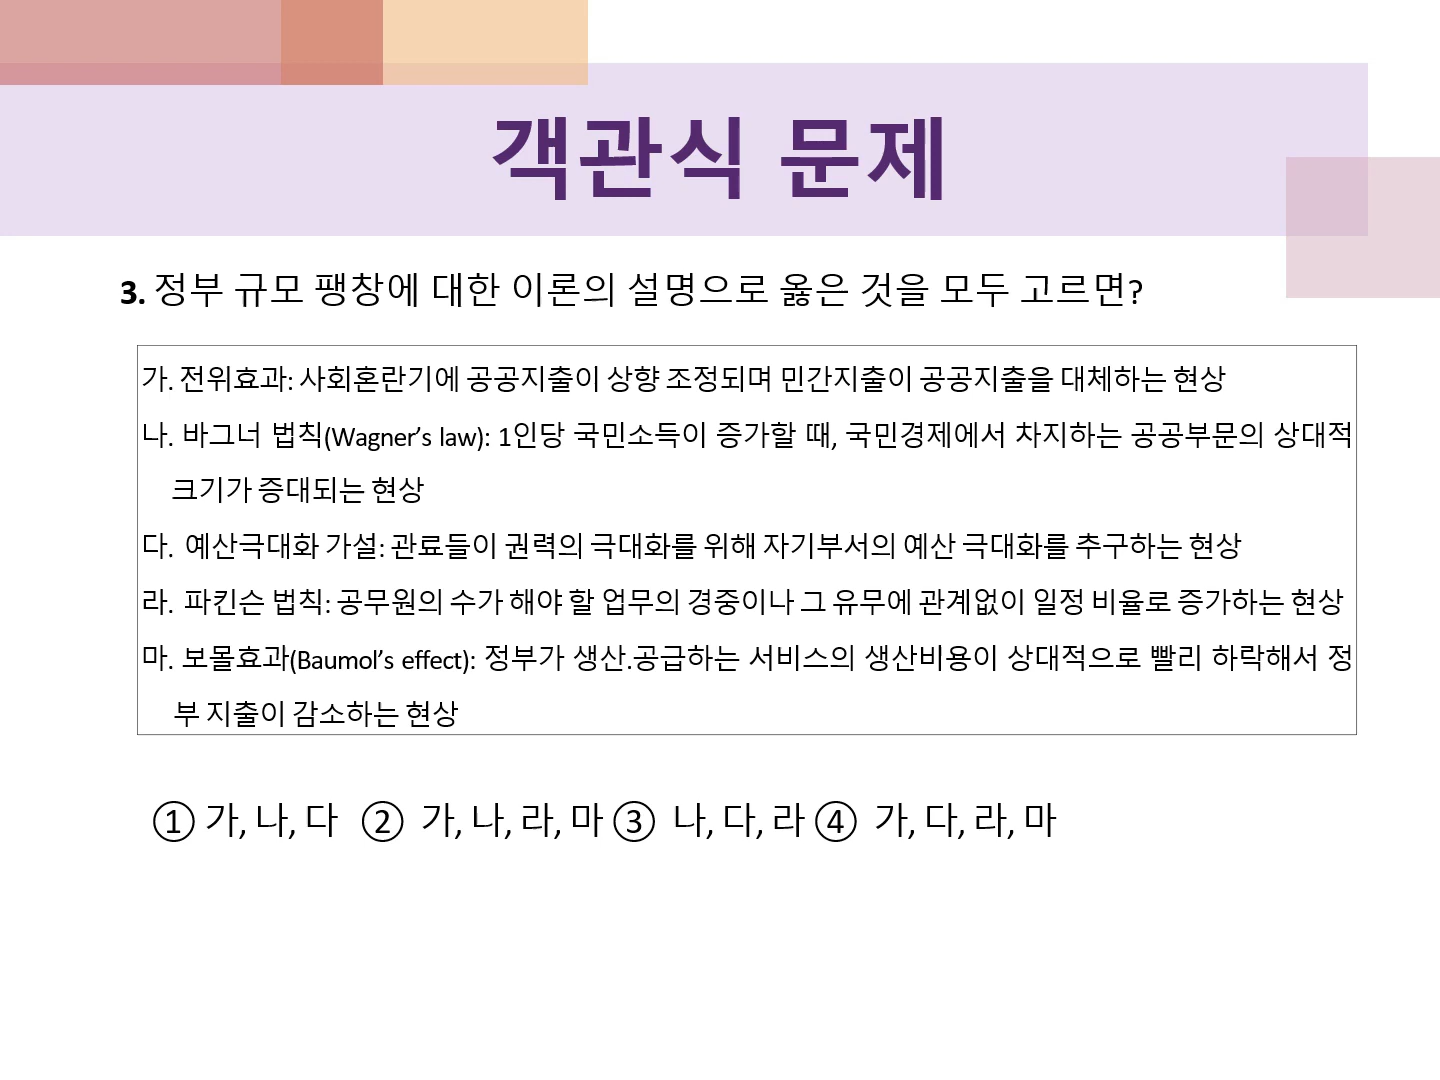 객관식 문제
3. 정부 규모 팽창에 대한 이론의 설명으로 옳은 것을 모두 고르면?
가. 전위효과: 사회혼란기에 공공지출이 상향 조정되며 민간지출이 공공지출을 대체하는 현상
나. 바그너 법칙(Wagner’s law): 1인당 국민소득이 증가할 때, 국민경제에서 차지하는 공공부문의 상대적
크기가 증대되는 현상
다. 예산극대화 가설: 관료들이 권력의 극대화를 위해 자기부서의 예산 극대화를 추구하는 현상
라. 파킨슨 법칙: 공무원의 수가 해야 할 업무의 경중이나 그 유무에 관계없이 일정 비율로 증가하는 현상
마. 보몰효과(Baumol’s effect): 정부가 생산.공급하는 서비스의 생산비용이 상대적으로 빨리 하락해서 정
부 지출이 감소하는 현상
① 가, 나, 다 ② 가, 나, 라, 마 ③ 나, 다, 라 ④ 가, 다, 라, 마